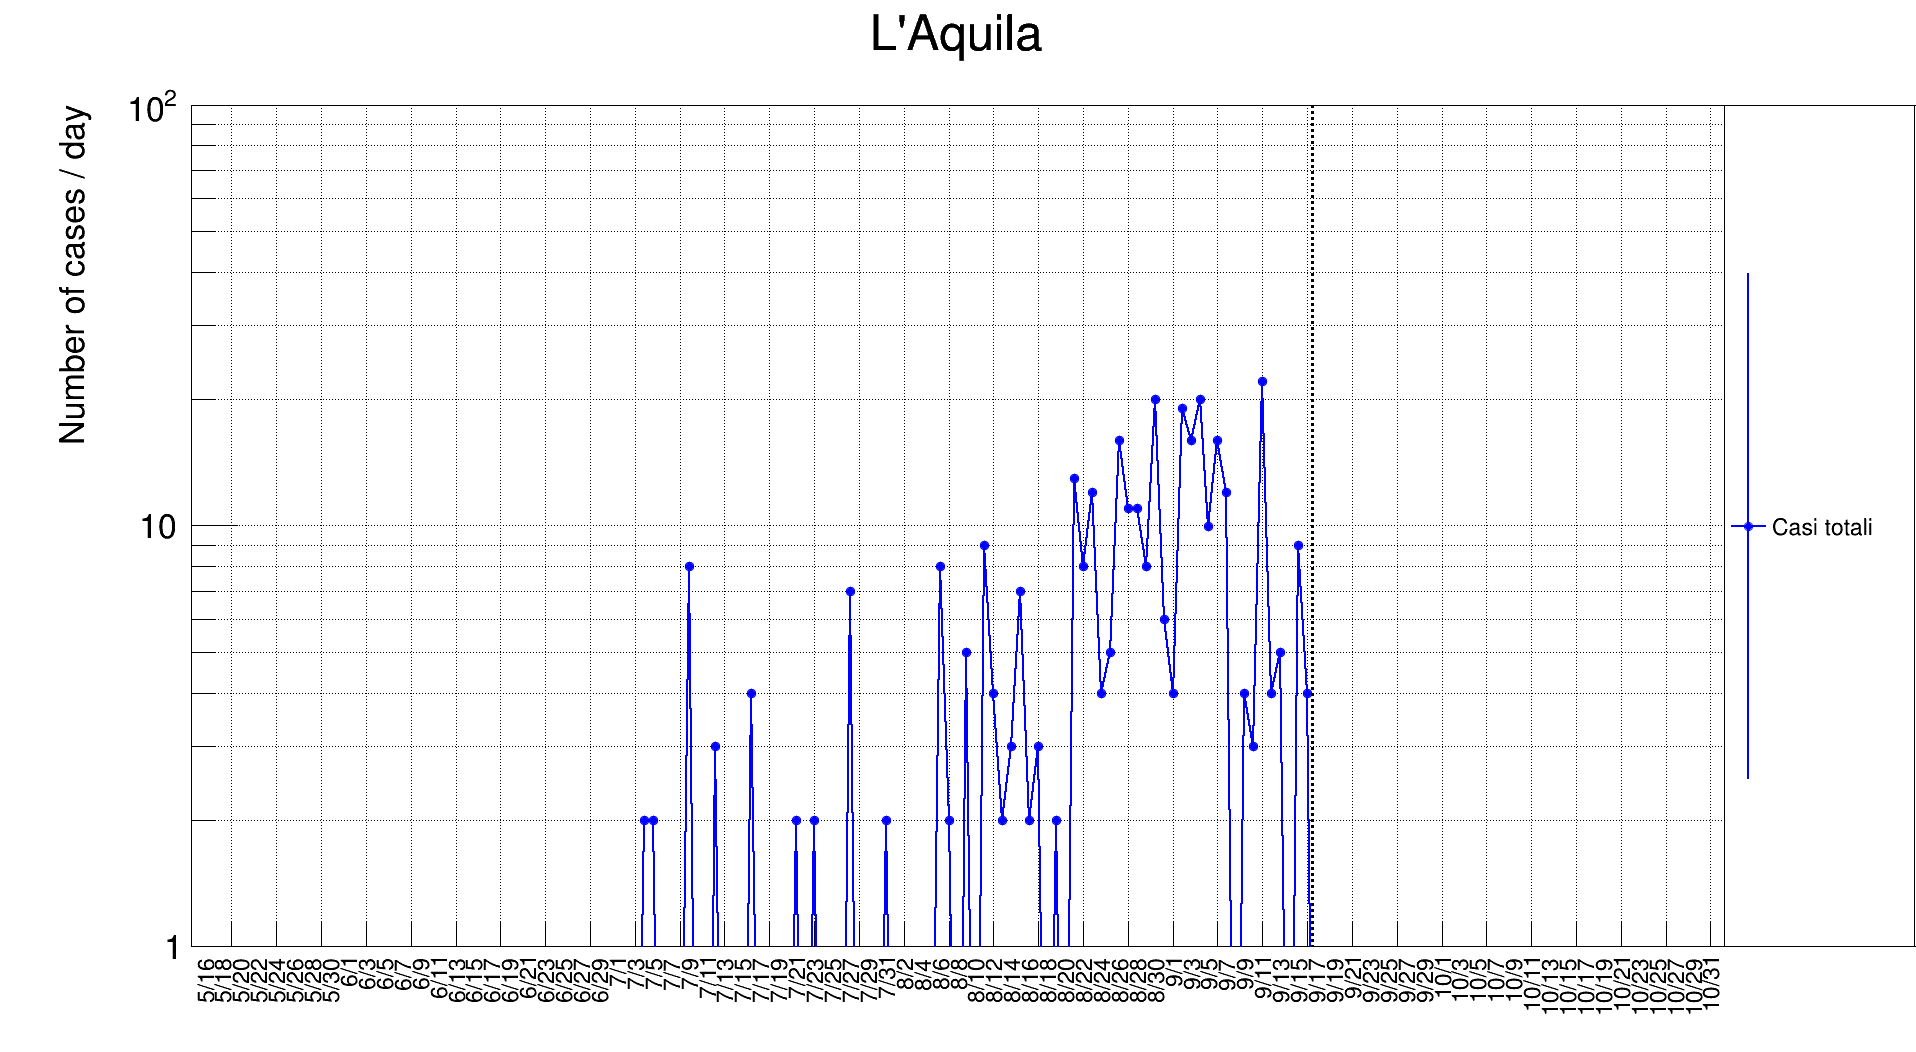 L'Aquila
Number of cases / day
10²
10
1
Casi totali
5/16 5/18 5/20 5/22 5/24 5/26 5/28 5/30 6/1 6/3 6/5 6/7 6/9 6/11 6/13 6/15 6/17 6/19 6/21 6/23 6/25 6/27 6/29 7/1 7/3 7/5 7/7 7/9 7/11 7/13 7/15 7/17 7/19 7/21 7/23 7/25 7/27 7/29 7/31 8/2 8/4 8/6 8/8 8/10 8/12 8/14 8/16 8/18 8/20 8/22 8/24 8/26 8/28 8/30 9/1 9/3 9/5 9/7 9/9 9/11 9/13 9/15 9/17 9/19 9/21 9/23 9/25 9/27 9/29 10/1 10/3 10/5 10/7 10/9 10/11 10/13 10/15 10/17 10/19 10/21 10/23 10/25 10/27 10/29 10/31